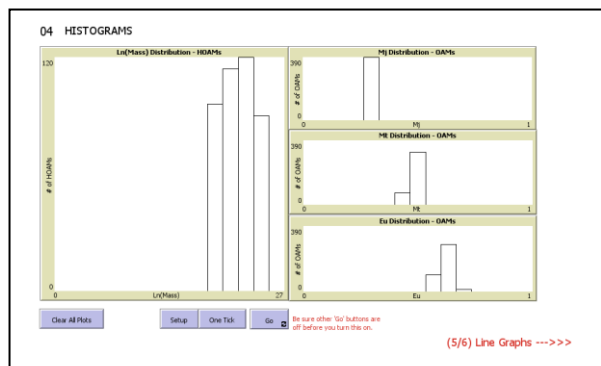 04 HISTOGRAMS
Ln(Mass) Distribution - HOAMs
120
# of HOAMs
0
0
Ln(Mass)
27
Mj Distribution - OAMs
390
# of OAMs
0
0
Mj
1
Mt Distribution - OAMs
390
# of OAMs
0
0
Mt
1
Eu Distribution - OAMs
390
# of OAMs
0
0
Eu
1
Clear All Plots
Setup
One Tick
Go
Be sure other 'Go' buttons are
off before you turn this on.
(5/6) Line Graphs --->>>